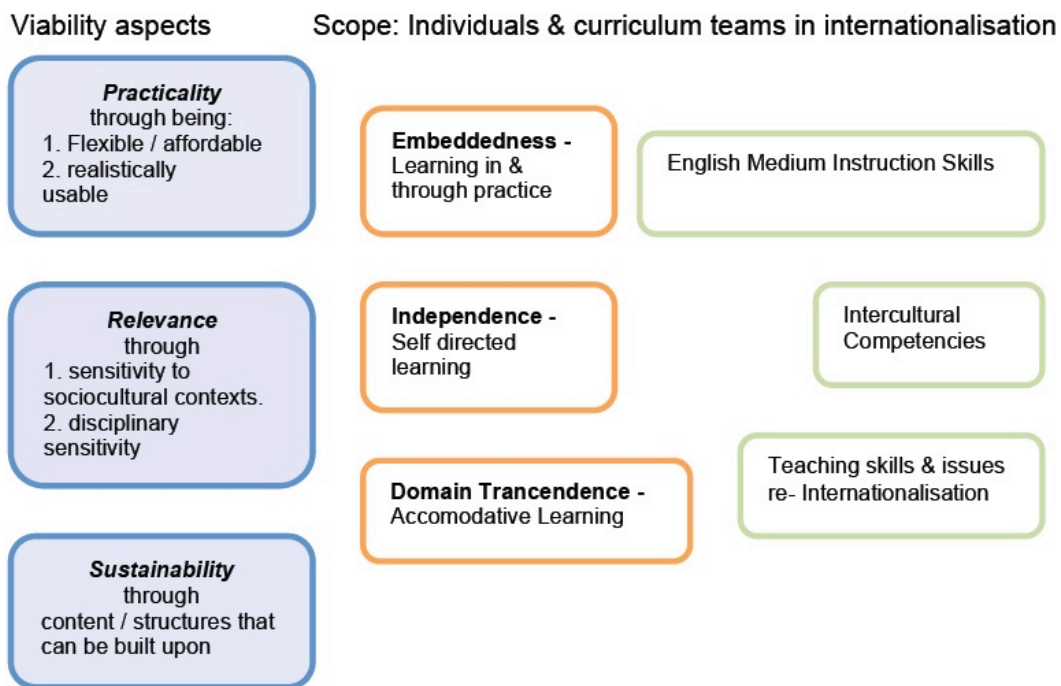 Viability aspects
Scope: Individuals & curriculum teams in internationalisation
Practicality
through being:
1. Flexible / affordable
2. realistically
usable
Relevance
through
1. sensitivity to
sociocultural contexts.
2. disciplinary
sensitivity
Sustainability
through
content / structures that
can be built upon
Embeddedness -
Learning in &
through practice
Independence -
Self directed
learning
Domain Trancendence -
Accomodative Learning
English Medium Instruction Skills
Intercultural
Competencies
Teaching skills & issues
re- Internationalisation